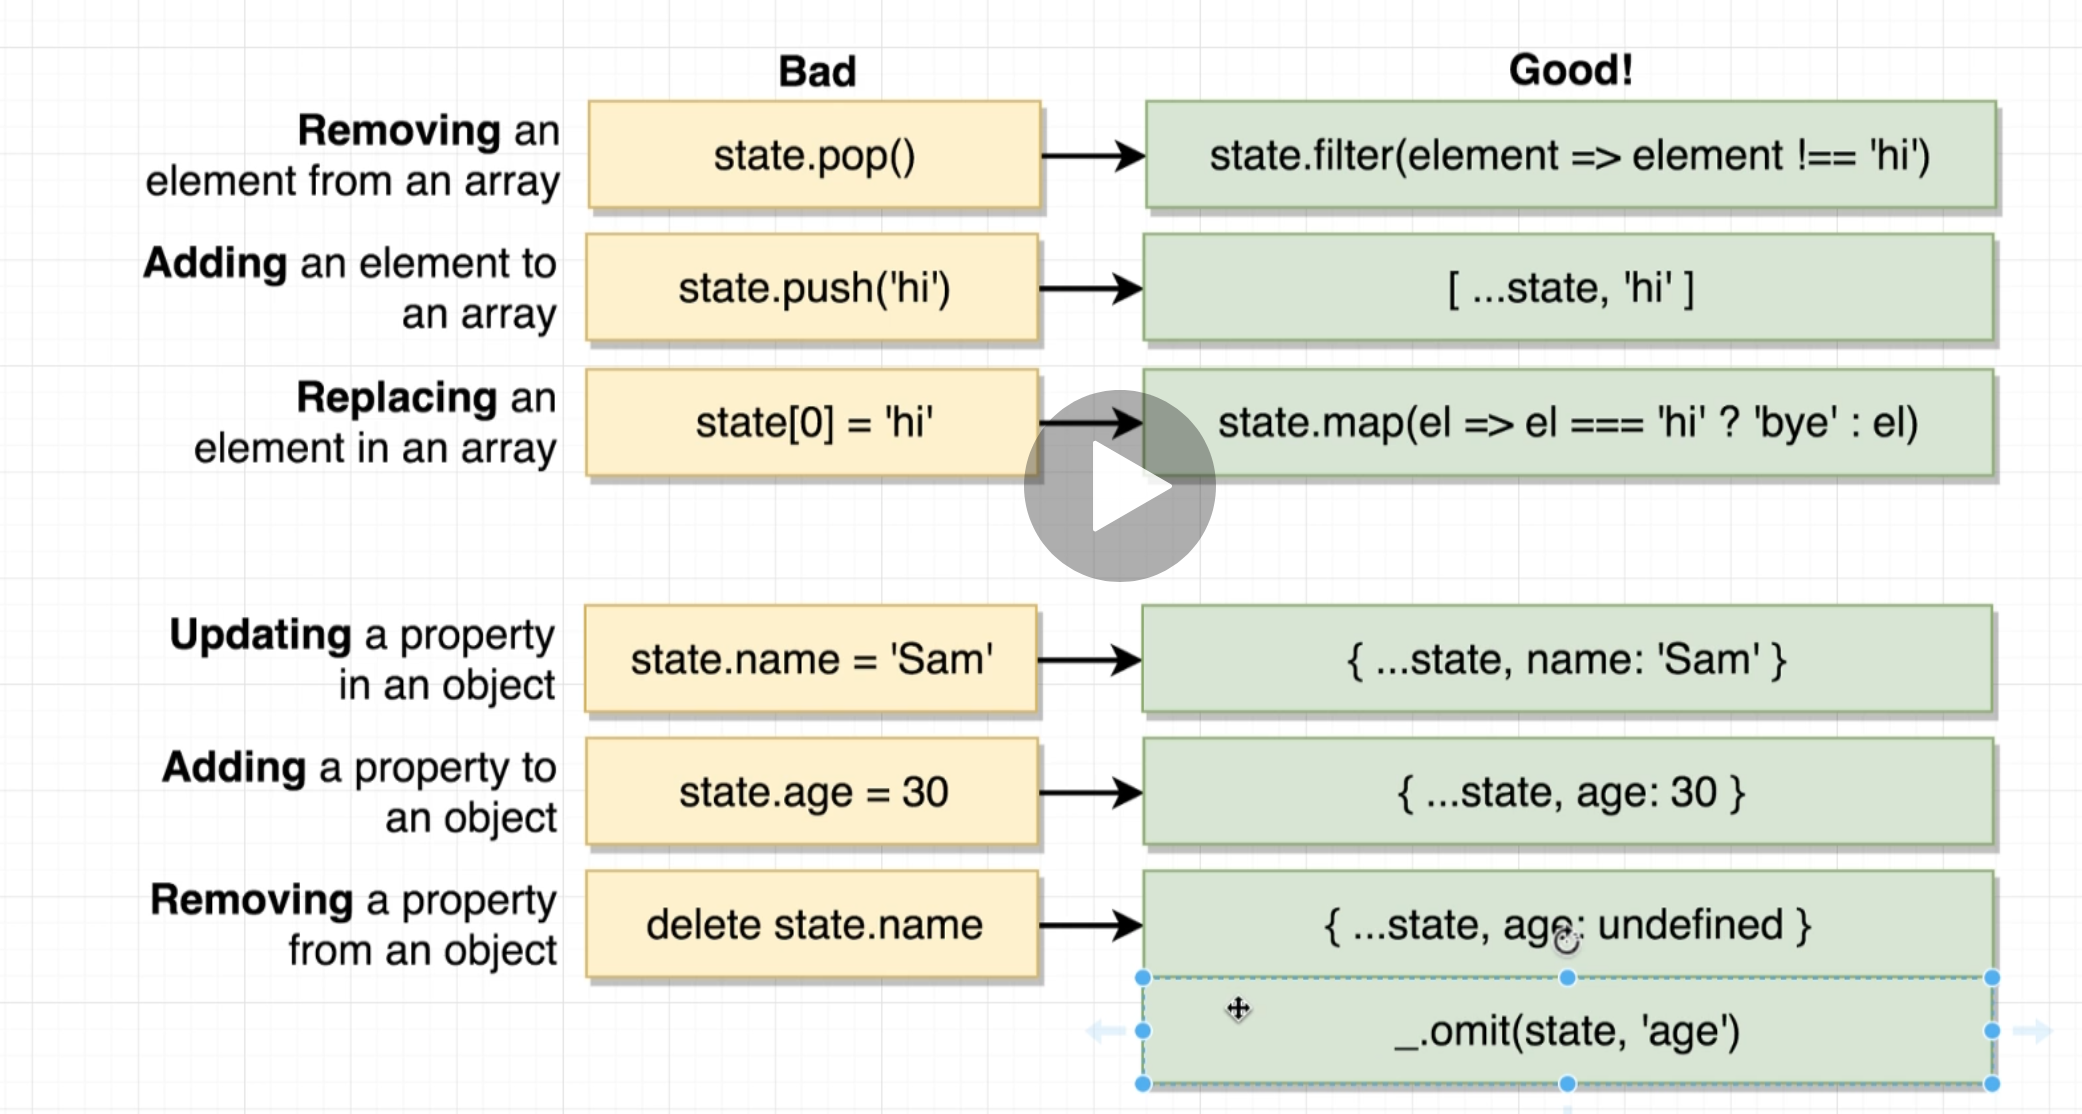 Bad
Good!
Removing an
element from an array
state.pop()
state.filter(element => element !== 'hi')
Adding an element to
an array
state.push('hi')
[ ...state, 'hi' ]
Replacing an
element in an array
state[0] = 'hi'
state.map(el => el === 'hi' ? 'bye' : el)
Updating a property
in an object
state.name = 'Sam'
{ ...state, name: 'Sam' }
Adding a property to
an object
state.age = 30
{ ...state, age: 30 }
Removing a property
from an object
delete state.name
{ ...state, age: undefined }
_.omit(state, 'age')